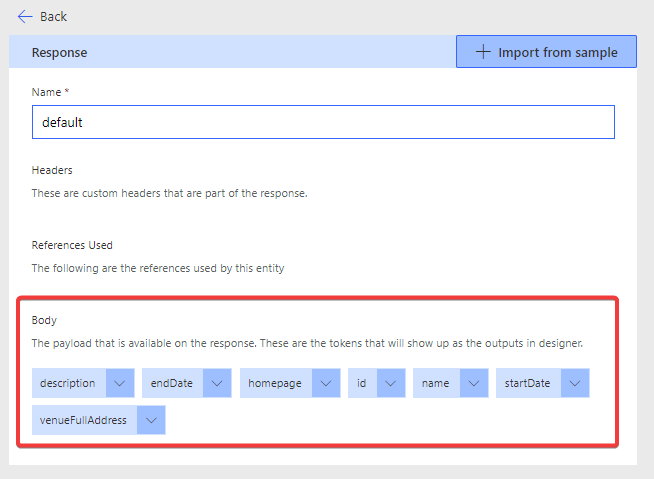 Back
Response
Import from sample
Name *
default
Headers
These are custom headers that are part of the response.
References Used
The following are the references used by this entity
Body
The payload that is available on the response. These are the tokens that will show up as the outputs in designer.
description endDate homepage id name startDate
venueFullAddress